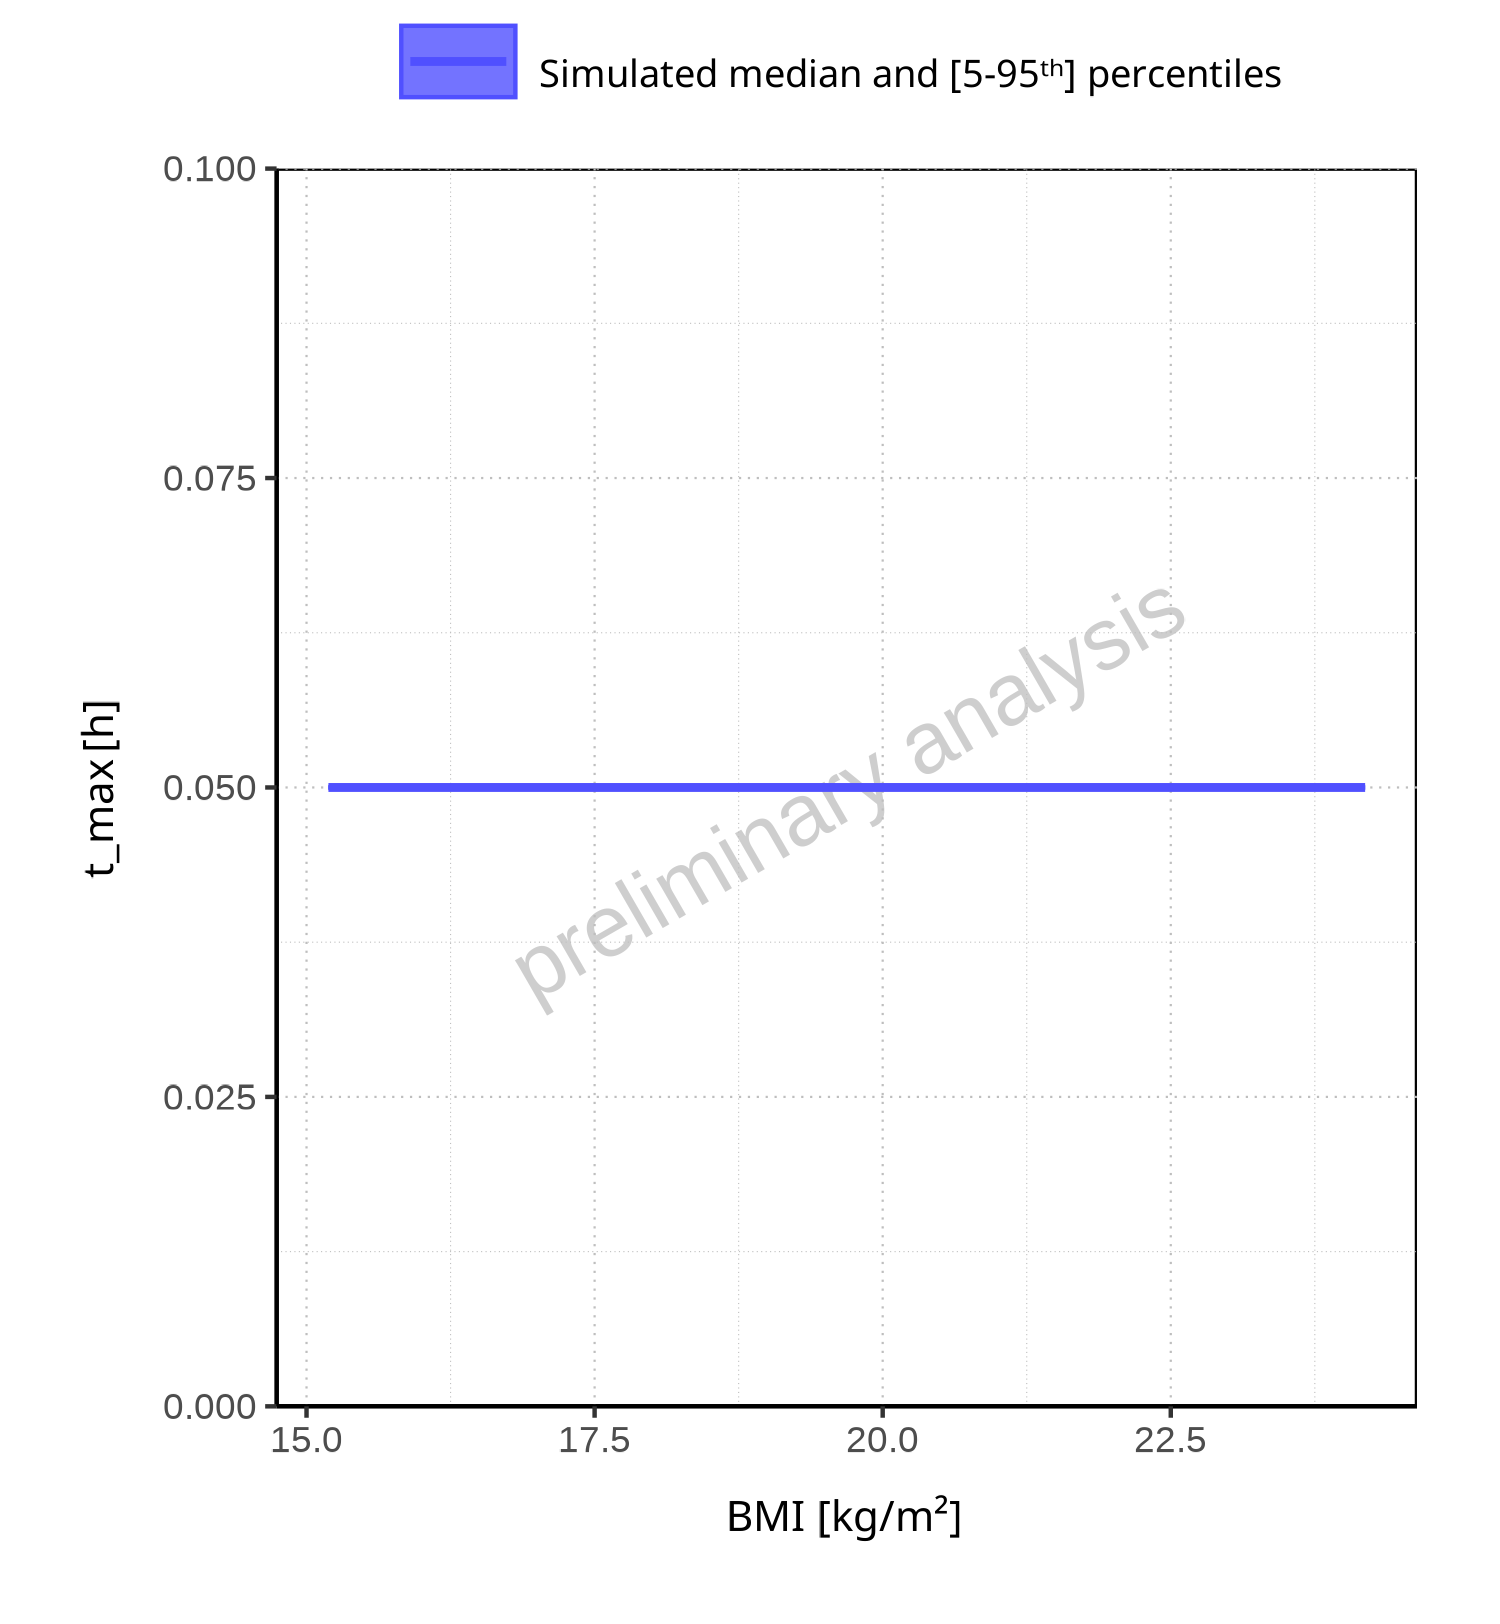 Simulated median and [5-95ᵗʰ] percentiles
0.100
0.075
0.050
0.025
0.000
t_max [h]
preliminary analysis
15.0 17.5 20.0 22.5
BMI [kg/m²]